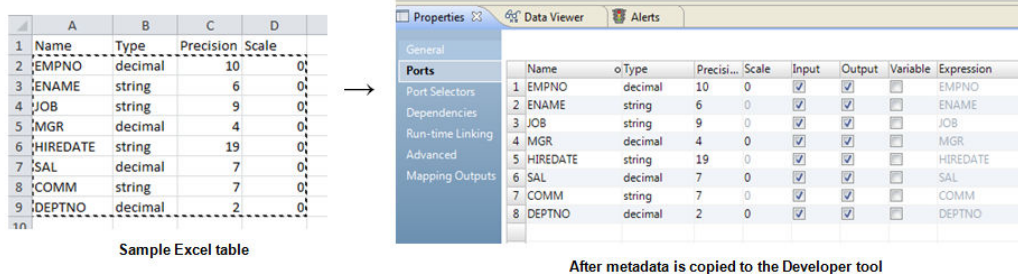 A B C D
1 Name Type Precision Scale
2 EMPNO decimal 10 0
3 ENAME string 6 0
4 JOB string 9 0
5 MGR decimal 4 0
6 HIREDATE string 19 0
7 SAL decimal 7 0
8 COMM string 7 0
9 DEPTNO decimal 2 0
10
Sample Excel table
→
Properties Data Viewer Alerts
General
Ports
Port Selectors
Dependencies
Run-time Linking
Advanced
Mapping Outputs
Name Type Precisi... Scale Input Output Variable Expression
1 EMPNO decimal 10 0 EMPNO
2 ENAME string 6 0 ENAME
3 JOB string 9 0 JOB
4 MGR decimal 4 0 MGR
5 HIREDATE string 19 0 HIREDATE
6 SAL decimal 7 0 SAL
7 COMM string 7 0 COMM
8 DEPTNO decimal 2 0 DEPTNO
After metadata is copied to the Developer tool